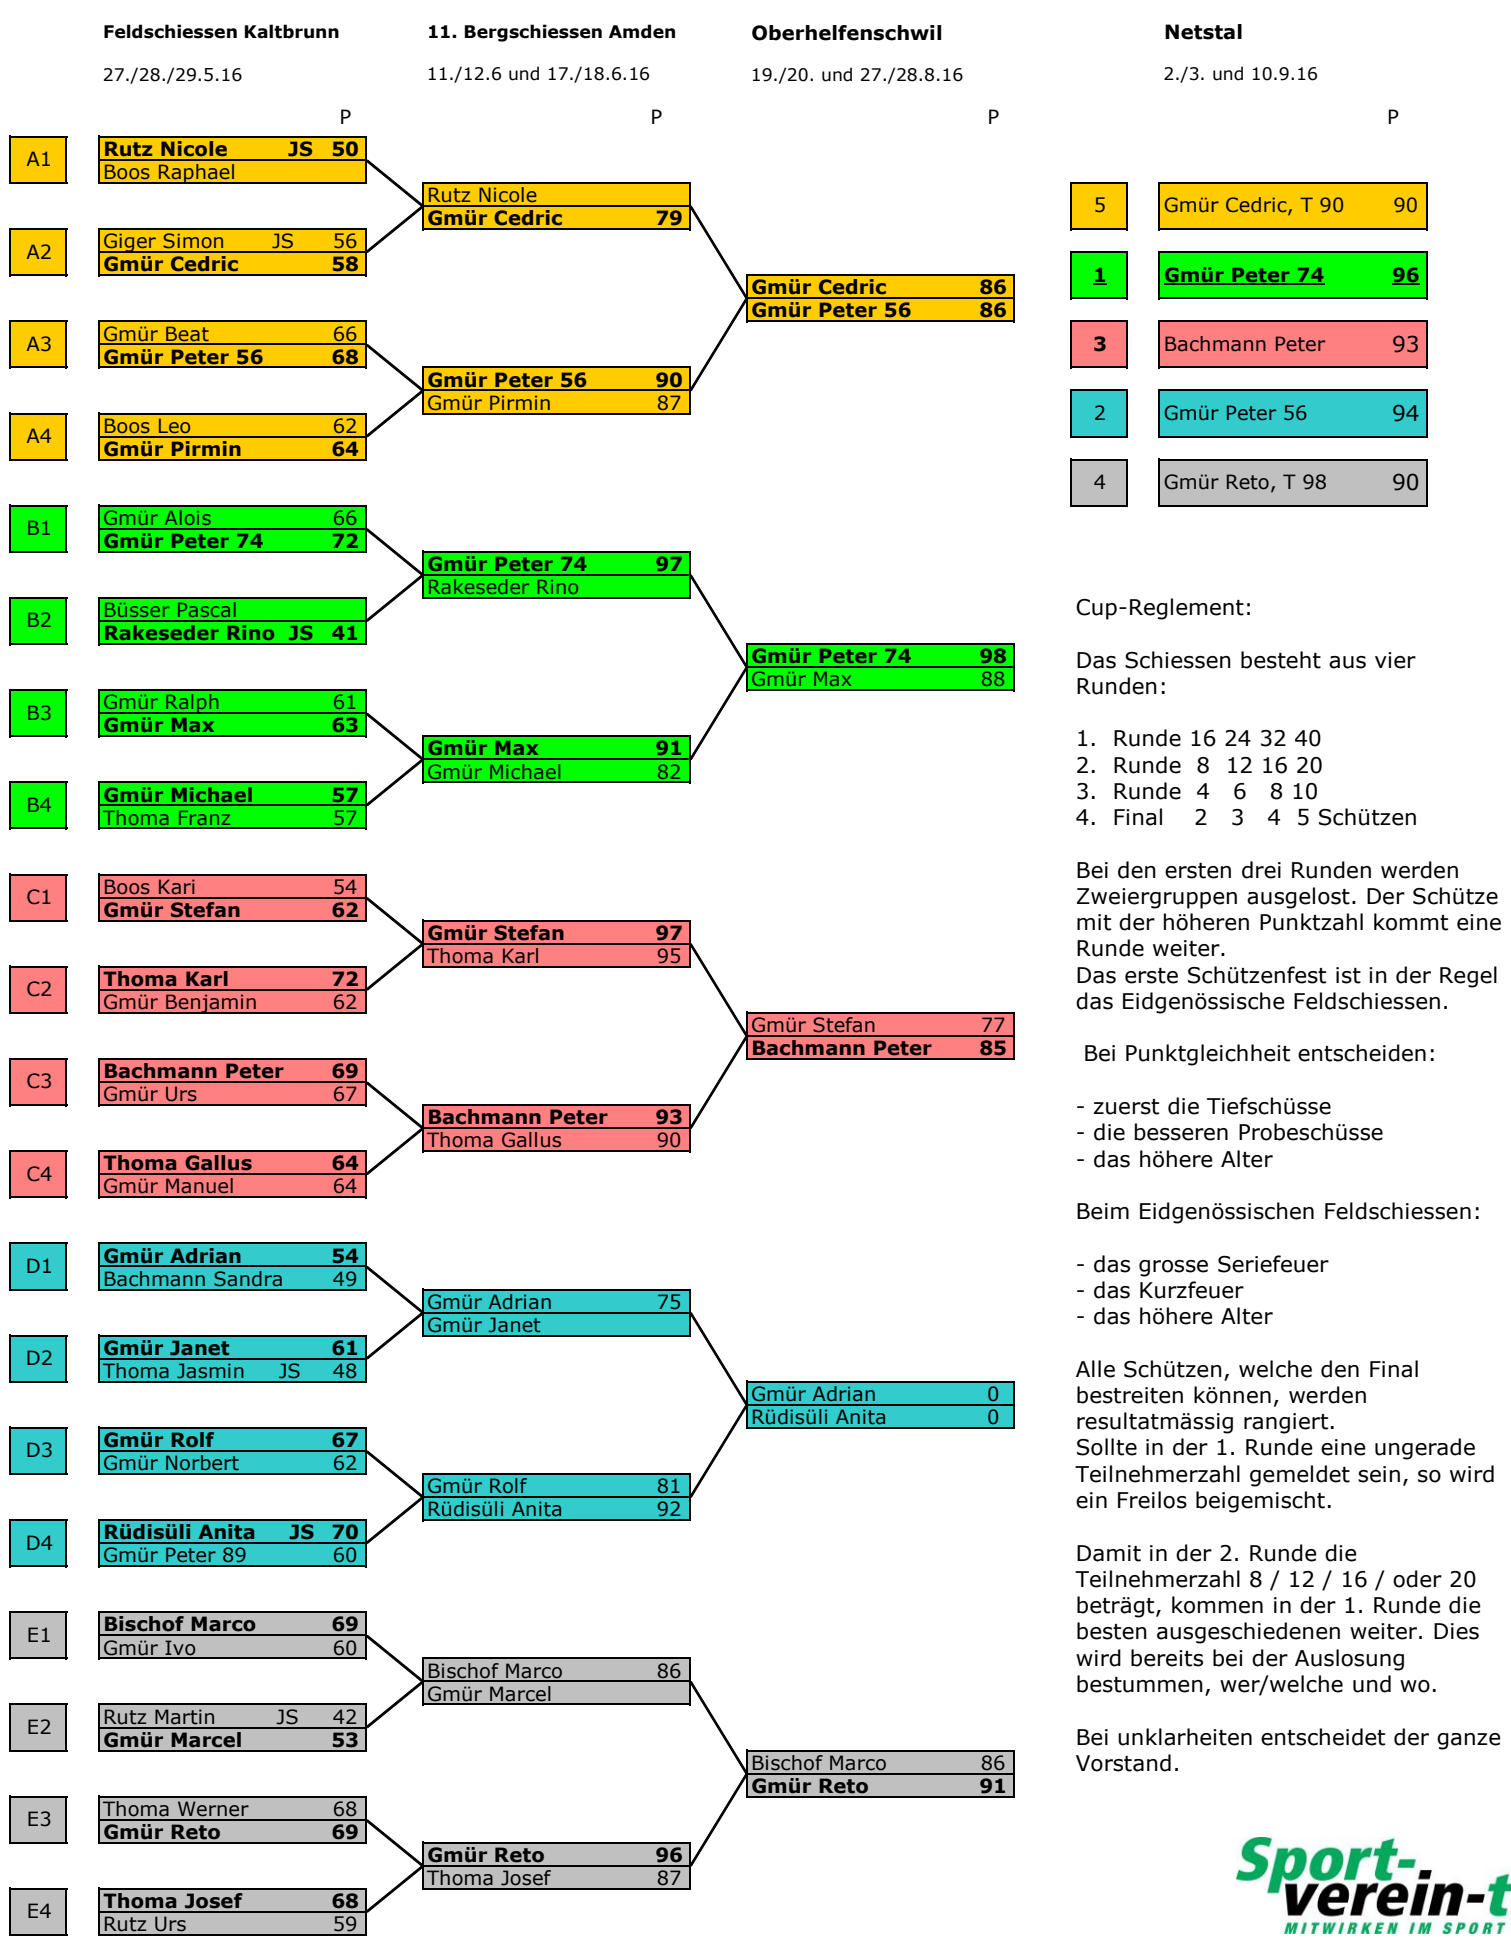 Feldschiessen Kaltbrunn
27./28./29.5.16
P
A1
Rutz Nicole JS 50
Boos Raphael
A2
Giger Simon JS 56
Gmür Cedric 58
A3
Gmür Beat 66
Gmür Peter 56 68
A4
Boos Leo 62
Gmür Pirmin 64
B1
Gmür Alois 66
Gmür Peter 74 72
B2
Büsser Pascal
Rakeseder Rino JS 41
B3
Gmür Ralph 61
Gmür Max 63
B4
Gmür Michael 57
Thoma Franz 57
C1
Boos Kari 54
Gmür Stefan 62
C2
Thoma Karl 72
Gmür Benjamin 62
C3
Bachmann Peter 69
Gmür Urs 67
C4
Thoma Gallus 64
Gmür Manuel 64
D1
Gmür Adrian 54
Bachmann Sandra 49
D2
Gmür Janet 61
Thoma Jasmin JS 48
D3
Gmür Rolf 67
Gmür Norbert 62
D4
Rüdisüli Anita JS 70
Gmür Peter 89 60
E1
Bischof Marco 69
Gmür Ivo 60
E2
Rutz Martin JS 42
Gmür Marcel 53
E3
Thoma Werner 68
Gmür Reto 69
E4
Thoma Josef 68
Rutz Urs 59
11. Bergschiessen Amden
11./12.6 und 17./18.6.16
P
Rutz Nicole
Gmür Cedric 79
Gmür Peter 56 90
Gmür Pirmin 87
Gmür Peter 74 97
Rakeseder Rino
Gmür Max 91
Gmür Michael 82
Gmür Stefan 97
Thoma Karl 95
Bachmann Peter 93
Thoma Gallus 90
Gmür Adrian 75
Gmür Janet
Gmür Rolf 81
Rüdisüli Anita 92
Bischof Marco 86
Gmür Marcel
Gmür Reto 96
Thoma Josef 87
Oberhelfenschwil
19./20. und 27./28.8.16
P
Gmür Cedric 86
Gmür Peter 56 86
Gmür Peter 74 98
Gmür Max 88
Gmür Stefan 77
Bachmann Peter 85
Gmür Adrian 0
Rüdisüli Anita 0
Bischof Marco 86
Gmür Reto 91
Netstal
2./3. und 10.9.16
P
5 Gmür Cedric, T 90 90
1 Gmür Peter 74 96
3 Bachmann Peter 93
2 Gmür Peter 56 94
4 Gmür Reto, T 98 90
Cup-Reglement:
Das Schiessen besteht aus vier
Runden:
1. Runde 16 24 32 40
2. Runde 8 12 16 20
3. Runde 4 6 8 10
4. Final 2 3 4 5 Schützen
Bei den ersten drei Runden werden
Zweiergruppen ausgelost. Der Schütze
mit der höheren Punktzahl kommt eine
Runde weiter.
Das erste Schützenfest ist in der Regel
das Eidgenössische Feldschiessen.
Bei Punktgleichheit entscheiden:
- zuerst die Tiefschüsse
- die besseren Probeschüsse
- das höhere Alter
Beim Eidgenössischen Feldschiessen:
- das grosse Seriefeuer
- das Kurzfeuer
- das höhere Alter
Alle Schützen, welche den Final
bestreiten können, werden
resultatmässig rangiert.
Sollte in der 1. Runde eine ungerade
Teilnehmerzahl gemeldet sein, so wird
ein Freilos beigemischt.
Damit in der 2. Runde die
Teilnehmerzahl 8 / 12 / 16 / oder 20
beträgt, kommen in der 1. Runde die
besten ausgeschiedenen weiter. Dies
wird bereits bei der Auslosung
bestummen, wer/welche und wo.
Bei unklarheiten entscheidet der ganze
Vorstand.
Sport-
verein-t
MITWIRKEN IM SPORT